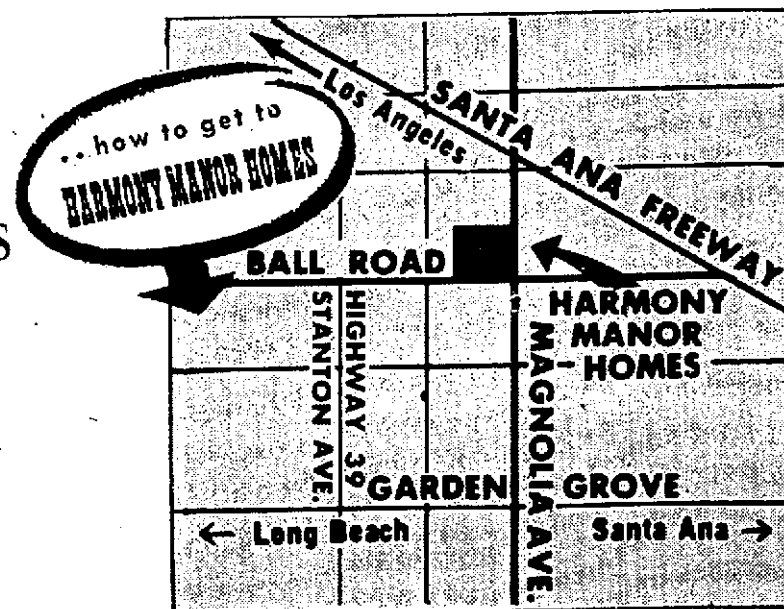 ..how to get to
HARMONY MANOR HOMES
Los Angeles
SANTA ANA FREEWAY
BALL ROAD
HARMONY
MANOR
HOMES
STANTON AVE.
HIGHWAY 39
MAGNOLIA AVE.
GARDEN GROVE
← Long Beach
Santa Ana →
S